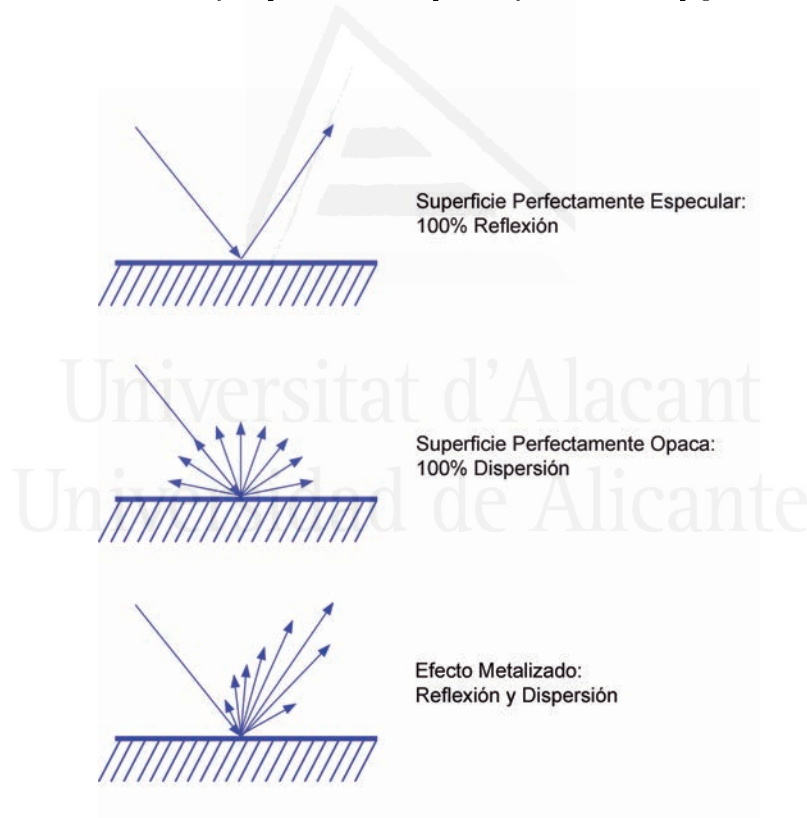 Superficie Perfectamente Especular:
100% Reflexión
Universitat d'Alacant
Superficie Perfectamente Opaca:
100% Dispersión
Universidad de Alicante
Efecto Metalizado:
Reflexión y Dispersión